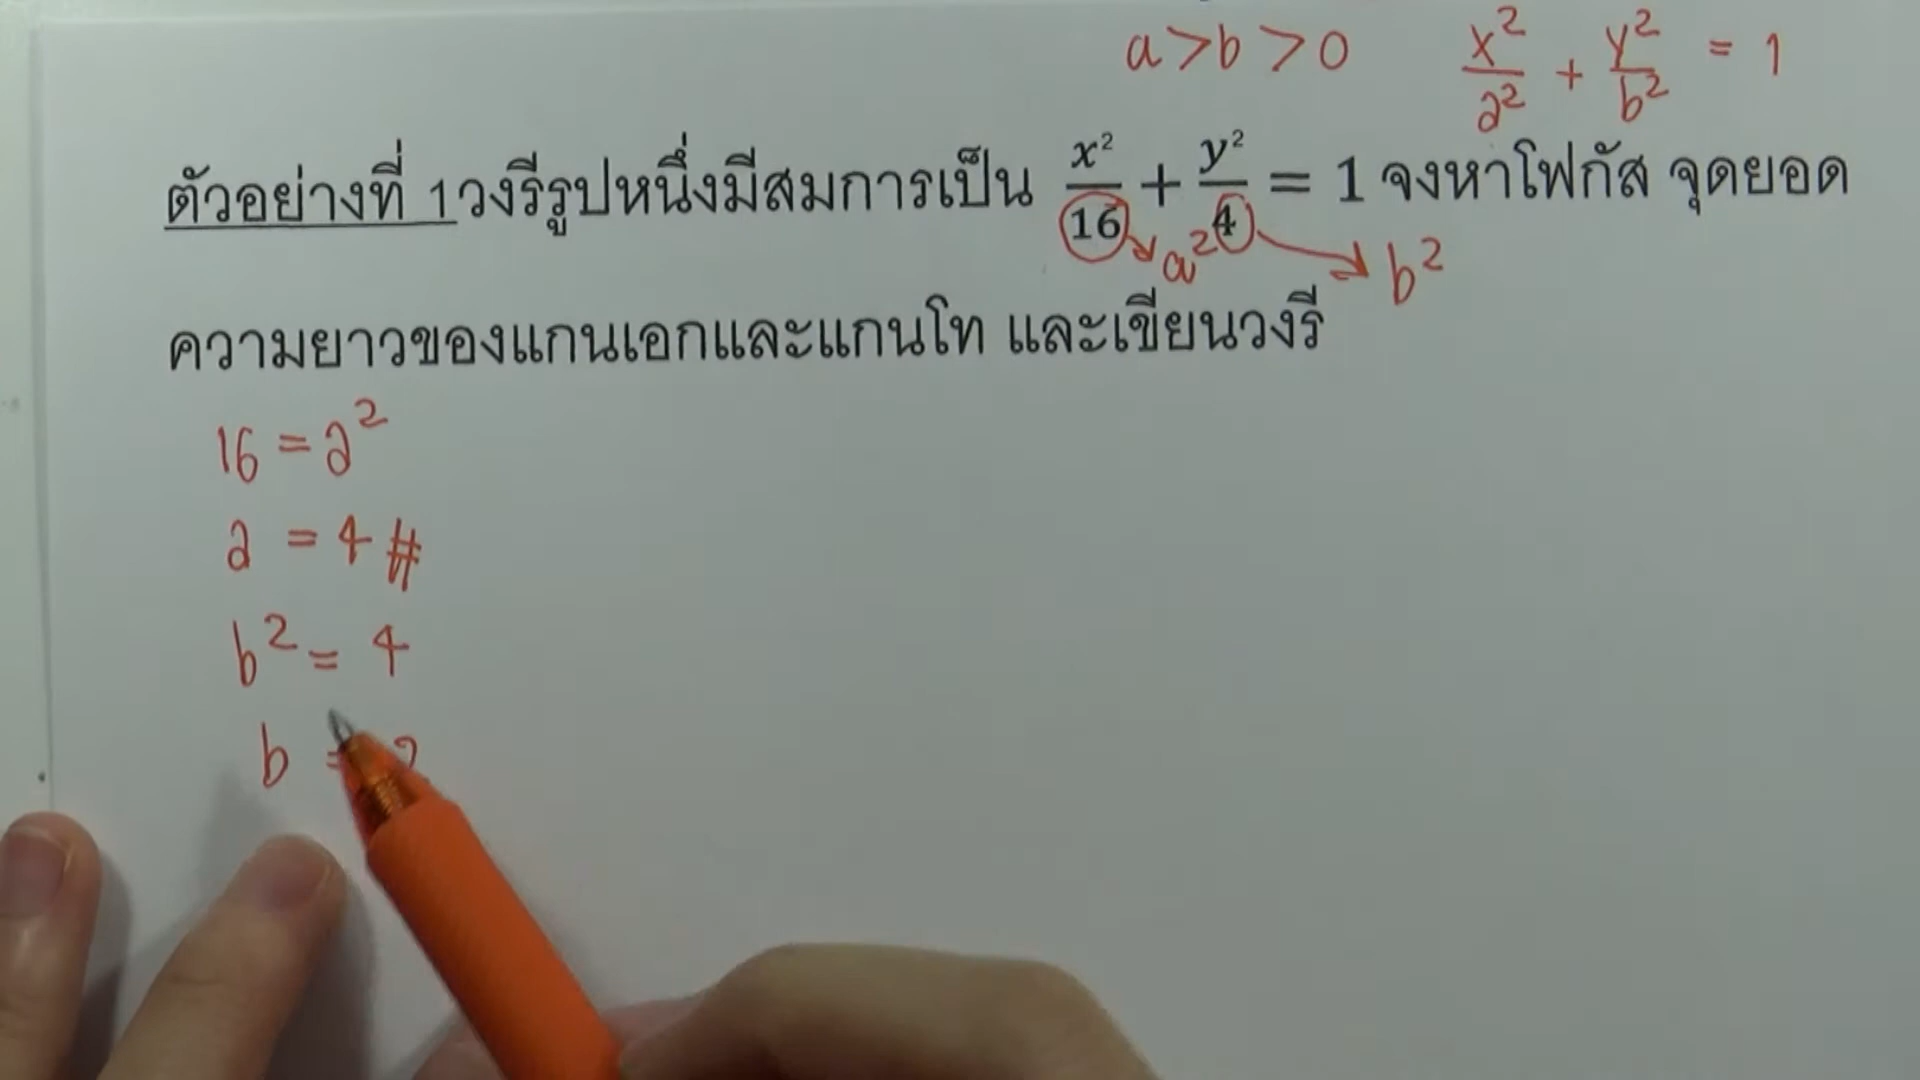 a > b > 0 x²/a² + y²/b² = 1
ตัวอย่างที่ 1วงรีรูปหนึ่งมีสมการเป็น x²/16 + y²/4 = 1 จงหาโฟกัส จุดยอด
a² b²
ความยาวของแกนเอกและแกนโท และเขียนวงรี
16 = a²
a = 4 #
b² = 4
b =